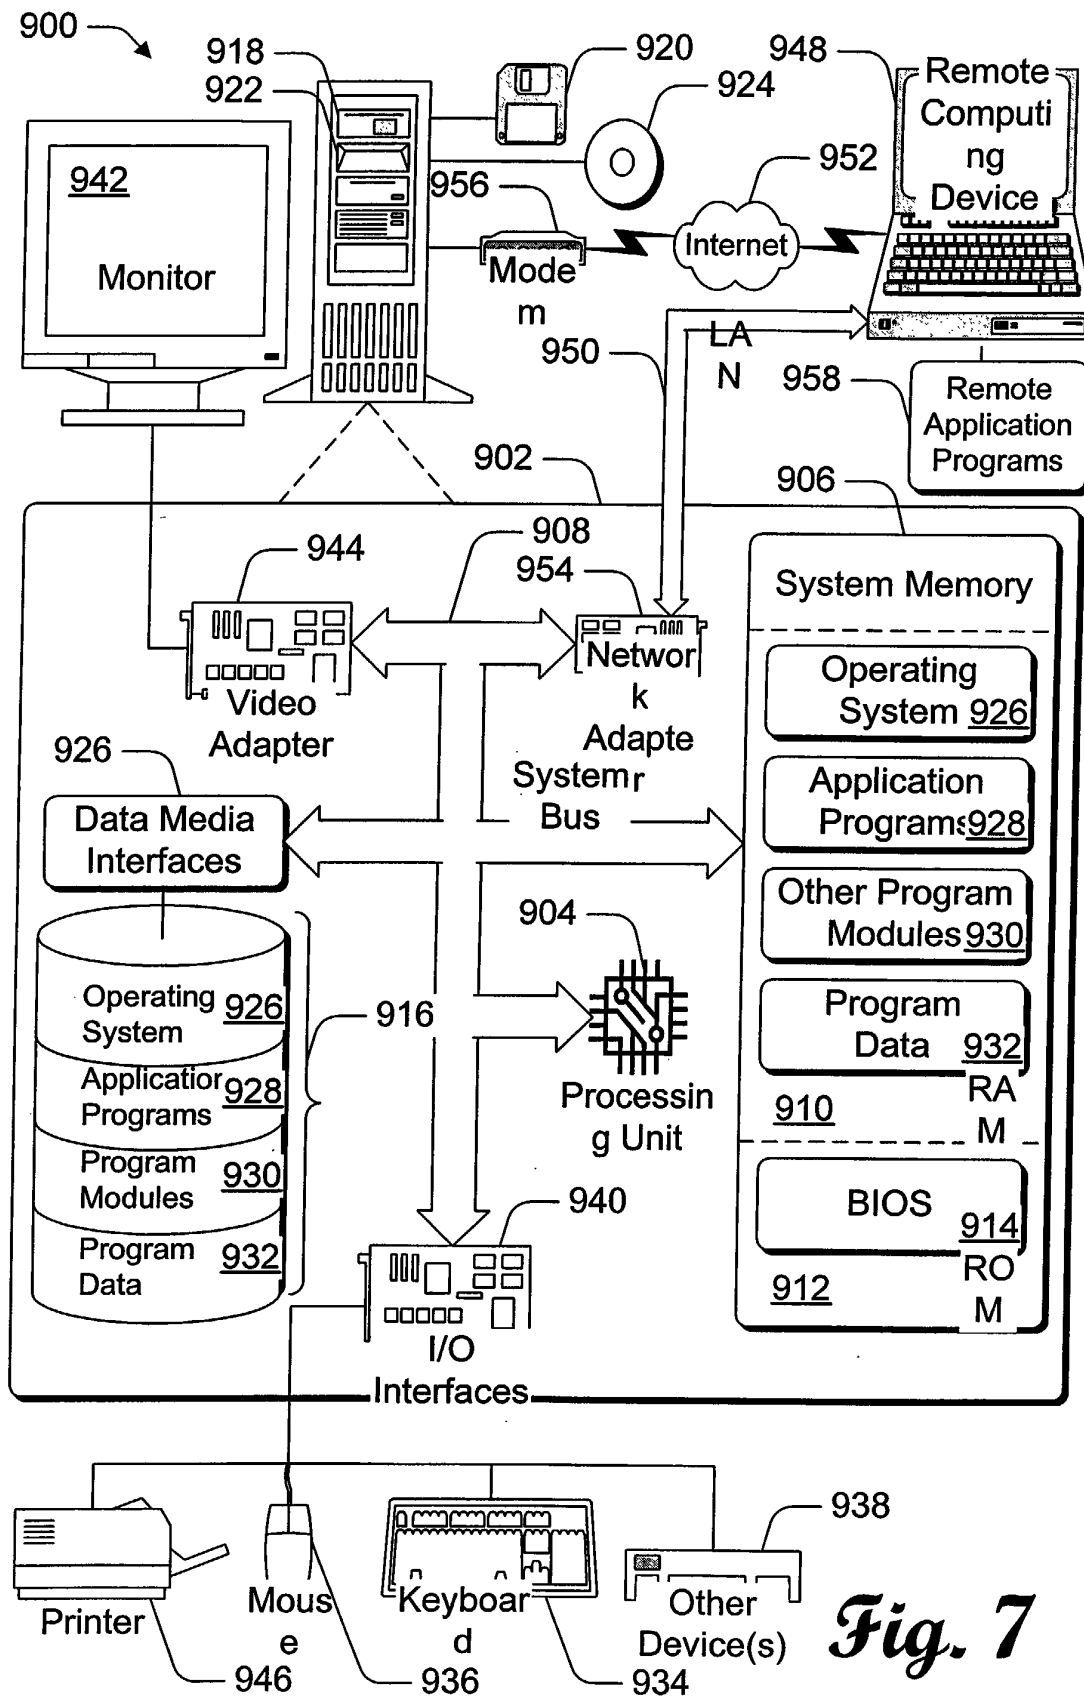 900
918
922
920
924
948
Remote
Computi
ng
Device
942
Monitor
956
Mode
m
952
Internet
950
LA
N
958
Remote
Application
Programs
902
906
944
908
954
Video
Adapter
Networ
k
Adapte
r
System
Bus
System Memory
Operating
System 926
Application
Programs 928
Other Program
Modules 930
Program
Data 932
RA
M
910
BIOS
914
RO
M
912
926
Data Media
Interfaces
Operating
System 926
Application
Programs 928
Program
Modules 930
Program
Data 932
916
904
Processin
g Unit
940
I/O
Interfaces
Printer
946
Mous
e
936
Keyboar
d
934
938
Other
Device(s)
Fig. 7